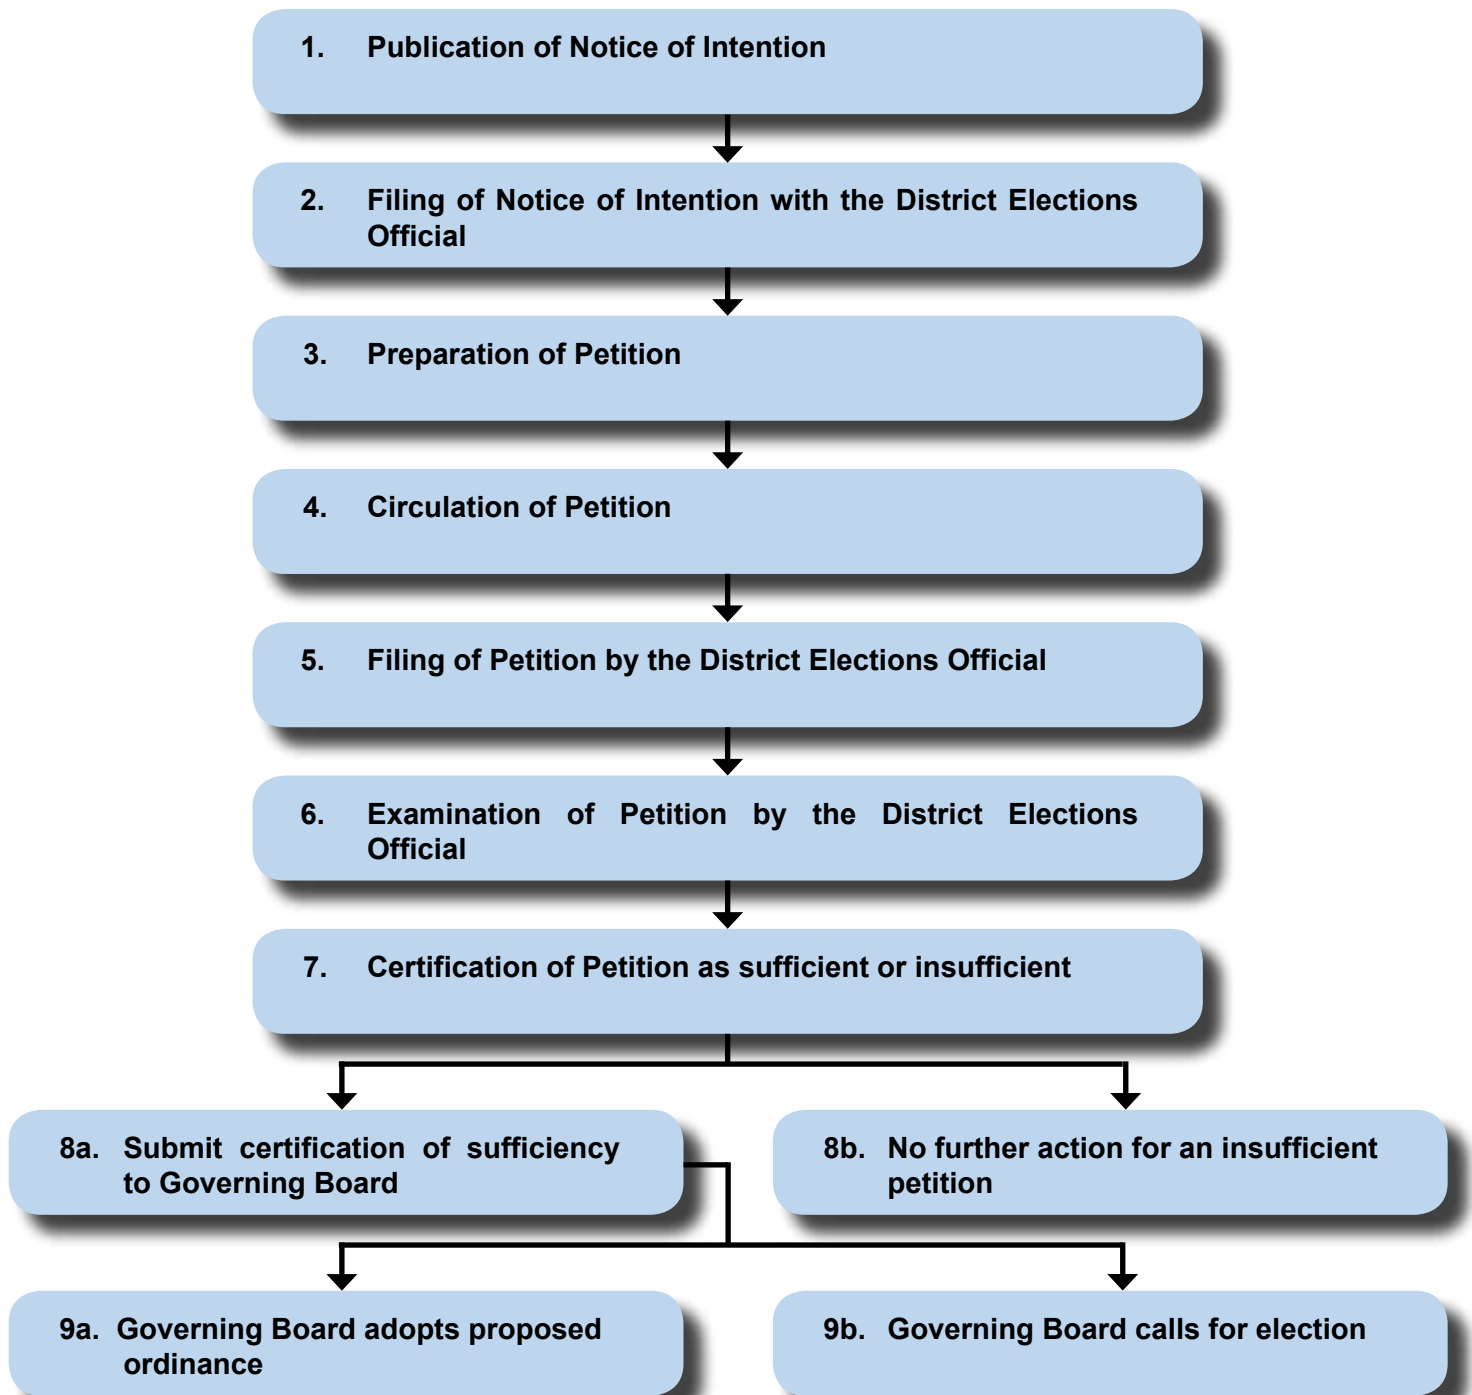 1. Publication of Notice of Intention
2. Filing of Notice of Intention with the District Elections
Official
3. Preparation of Petition
4. Circulation of Petition
5. Filing of Petition by the District Elections Official
6. Examination of Petition by the District Elections
Official
7. Certification of Petition as sufficient or insufficient
8a. Submit certification of sufficiency
to Governing Board
8b. No further action for an insufficient
petition
9a. Governing Board adopts proposed
ordinance
9b. Governing Board calls for election